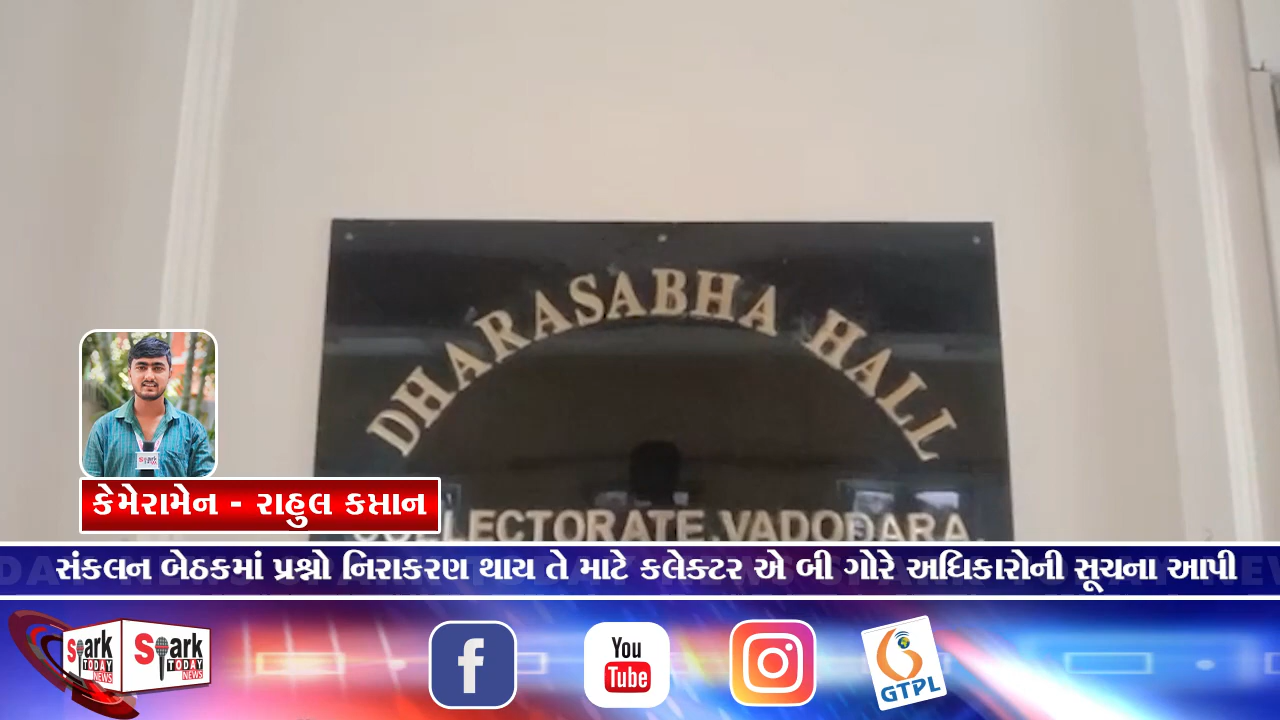 DHARASABHA HALL
COLLECTORATE, VADODARA.
કેમેરામેન - રાહુલ કપ્તાન
સંકલન બેઠકમાં પ્રશ્નો નિરાકરણ થાય તે માટે કલેક્ટર એ બી ગોરે અધિકારોની સૂચના આપી
Spark TODAY NEWS
Spark TODAY NEWS
f
You
Tube
GTPL